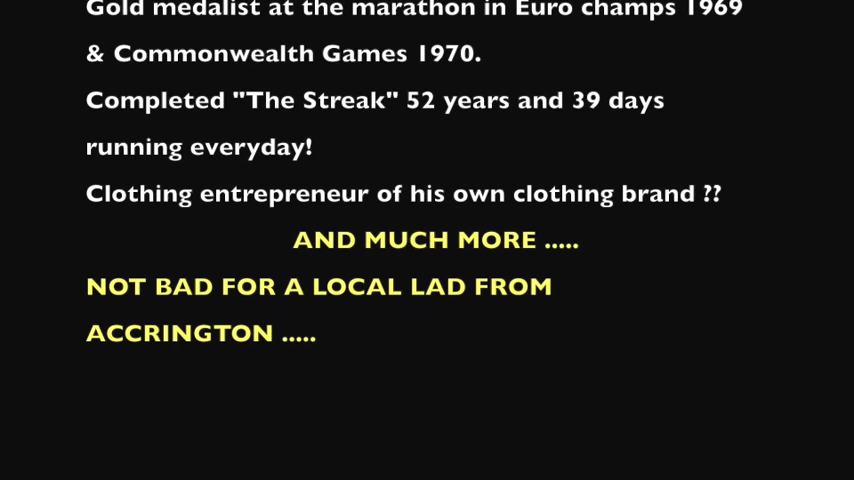 Gold medalist at the marathon in Euro champs 1969
& Commonwealth Games 1970.
Completed "The Streak" 52 years and 39 days
running everyday!
Clothing entrepreneur of his own clothing brand ??
AND MUCH MORE .....
NOT BAD FOR A LOCAL LAD FROM
ACCRINGTON .....